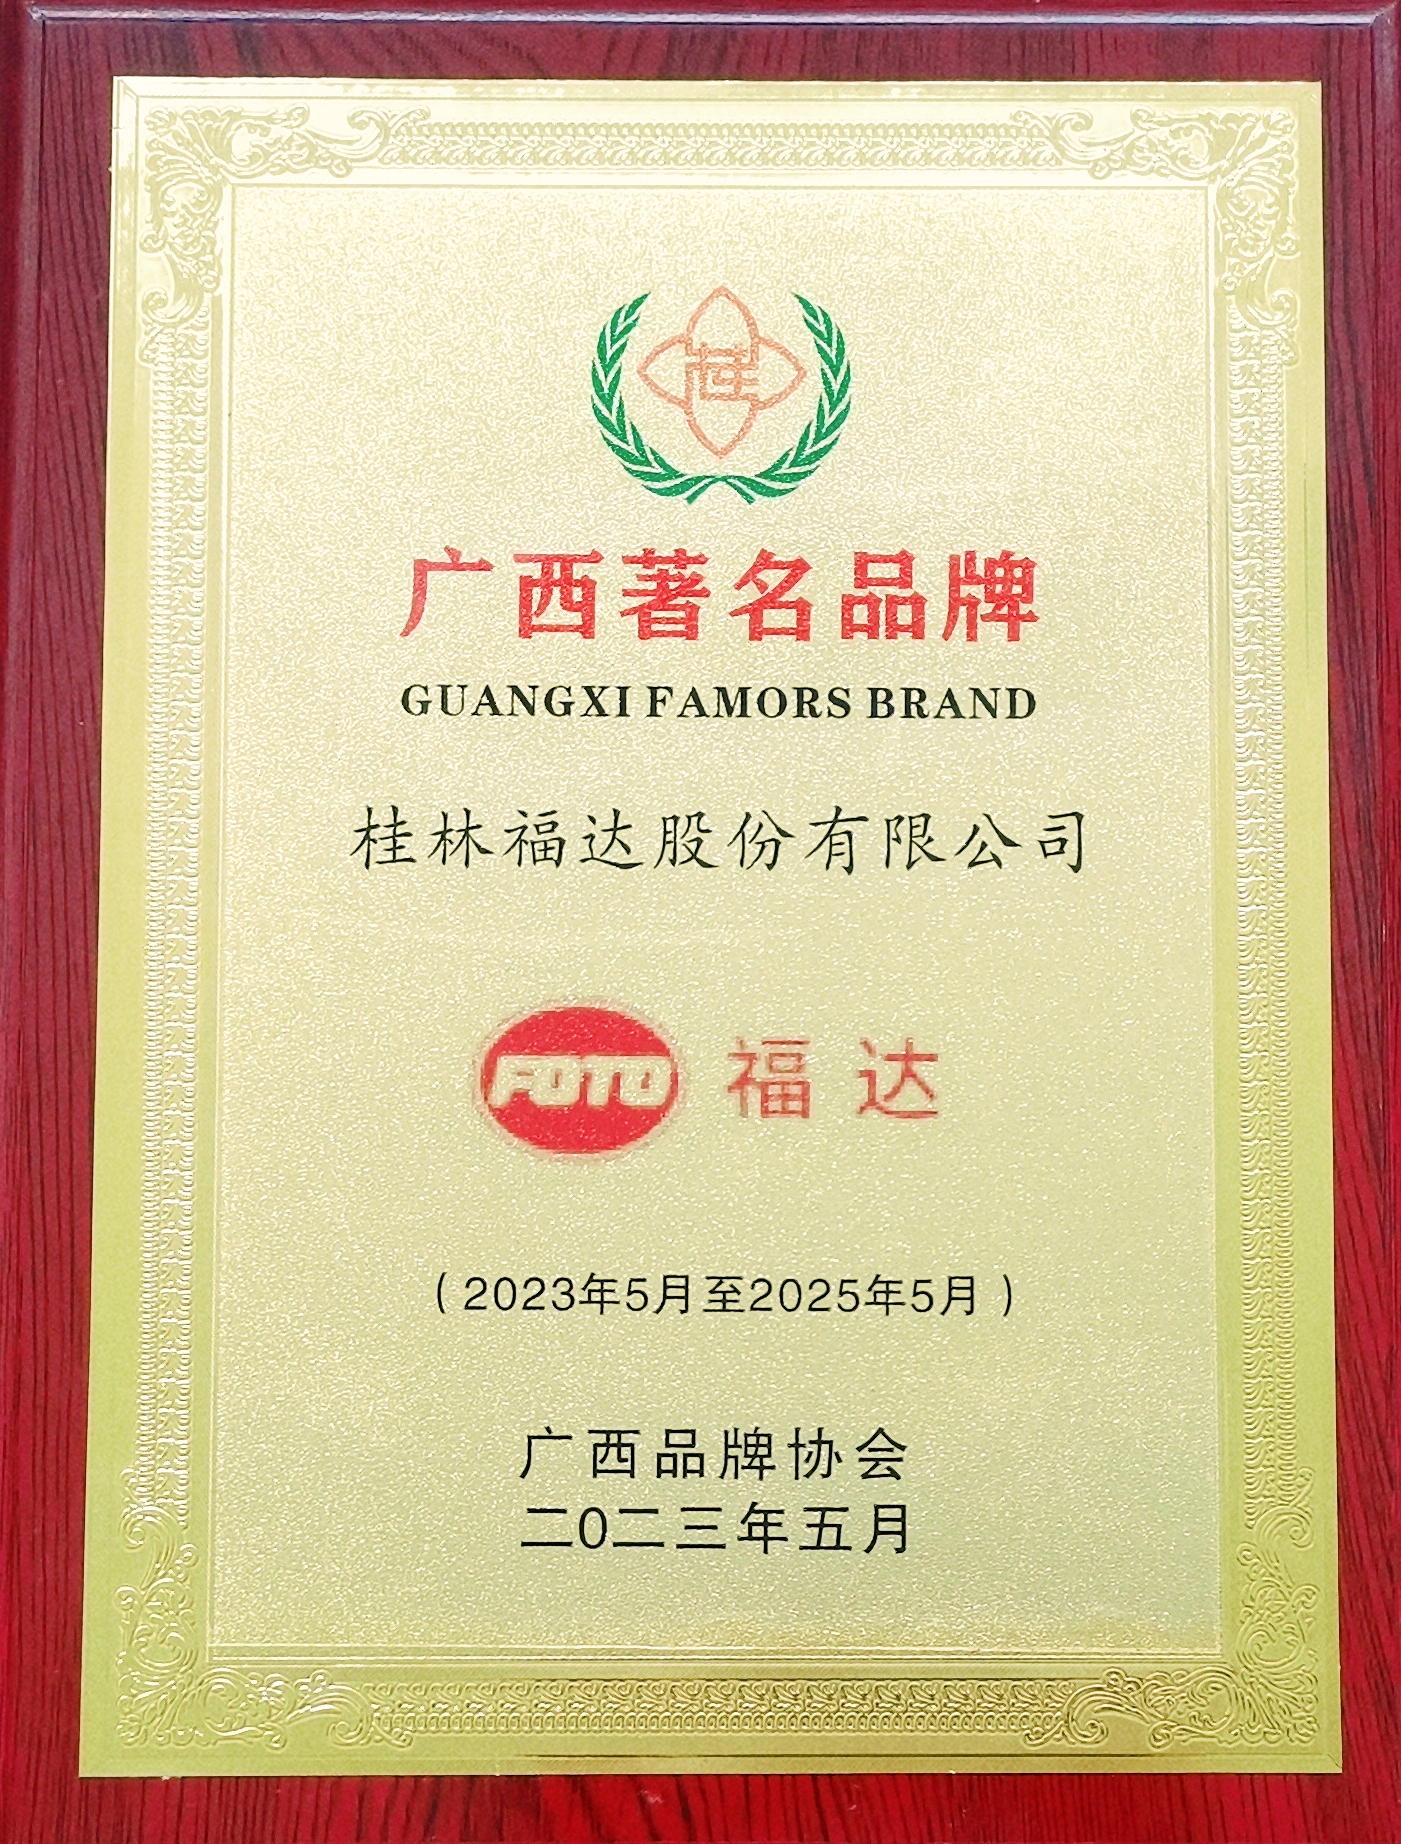 桂
广西著名品牌
GUANGXI FAMORS BRAND
桂林福达股份有限公司
FOTO 福达
（2023年5月至2025年5月）
广西品牌协会
二0二三年五月